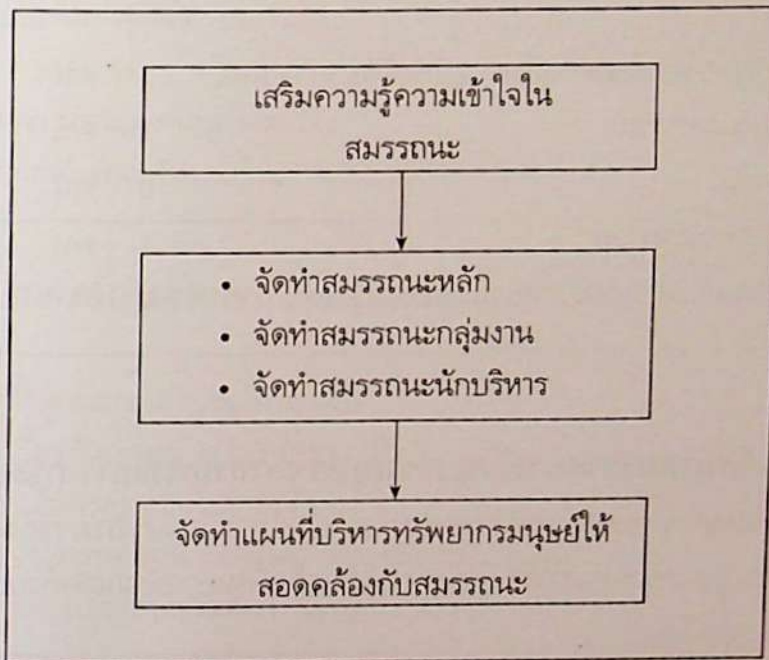 เสริมความรู้ความเข้าใจใน
สมรรถนะ
• จัดทำสมรรถนะหลัก
• จัดทำสมรรถนะกลุ่มงาน
• จัดทำสมรรถนะนักบริหาร
จัดทำแผนที่บริหารทรัพยากรมนุษย์ให้
สอดคล้องกับสมรรถนะ